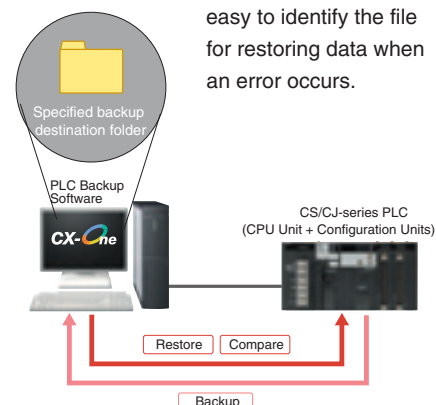 easy to identify the file
for restoring data when
an error occurs.
Specified backup
destination folder
PLC Backup
Software
CX-One
CS/CJ-series PLC
(CPU Unit + Configuration Units)
Restore
Compare
Backup